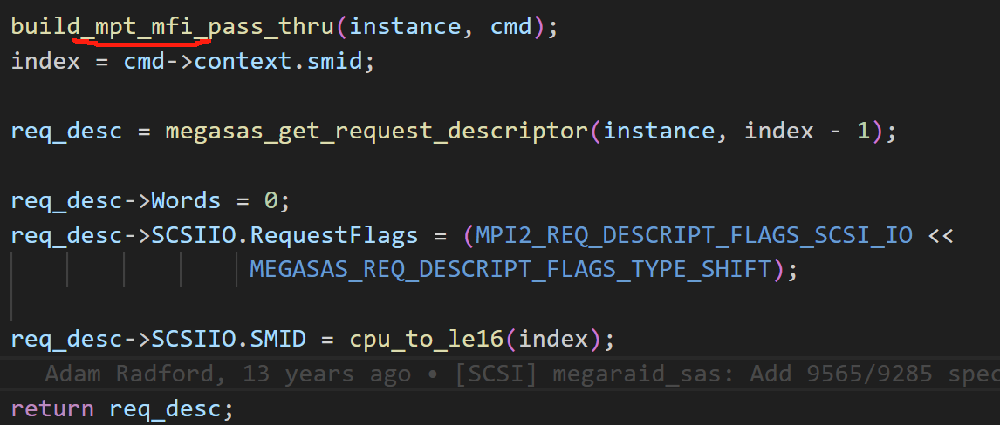 build_mpt_mfi_pass_thru(instance, cmd);
index = cmd->context.smid;
req_desc = megasas_get_request_descriptor(instance, index - 1);
req_desc->Words = 0;
req_desc->SCSIIO.RequestFlags = (MPI2_REQ_DESCRIPT_FLAGS_SCSI_IO <<
MEGASAS_REQ_DESCRIPT_FLAGS_TYPE_SHIFT);
req_desc->SCSIIO.SMID = cpu_to_le16(index);
Adam Radford, 13 years ago • [SCSI] megaraid_sas: Add 9565/9285 spec
return req_desc;